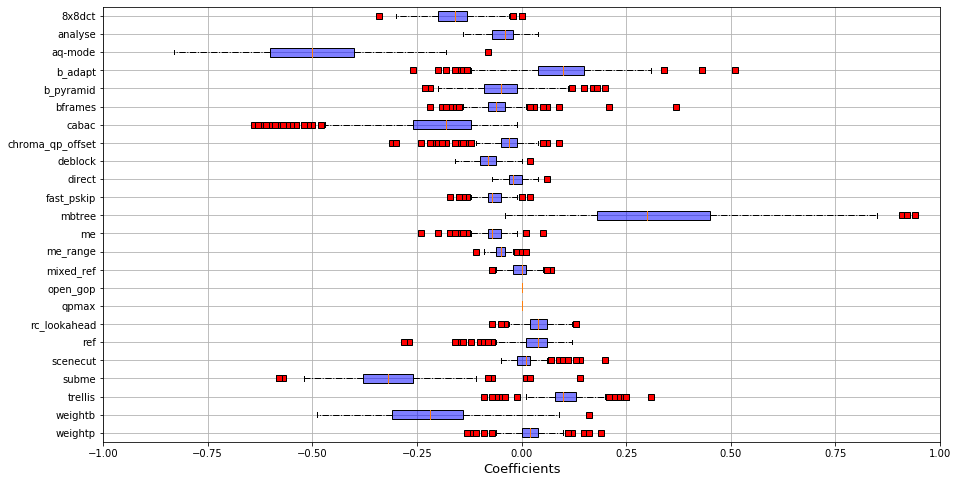 8x8dct
analyse
aq-mode
b_adapt
b_pyramid
bframes
cabac
chroma_qp_offset
deblock
direct
fast_pskip
mbtree
me
me_range
mixed_ref
open_gop
qpmax
rc_lookahead
ref
scenecut
subme
trellis
weightb
weightp
−1.00 −0.75 −0.50 −0.25 0.00 0.25 0.50 0.75 1.00
Coefficients